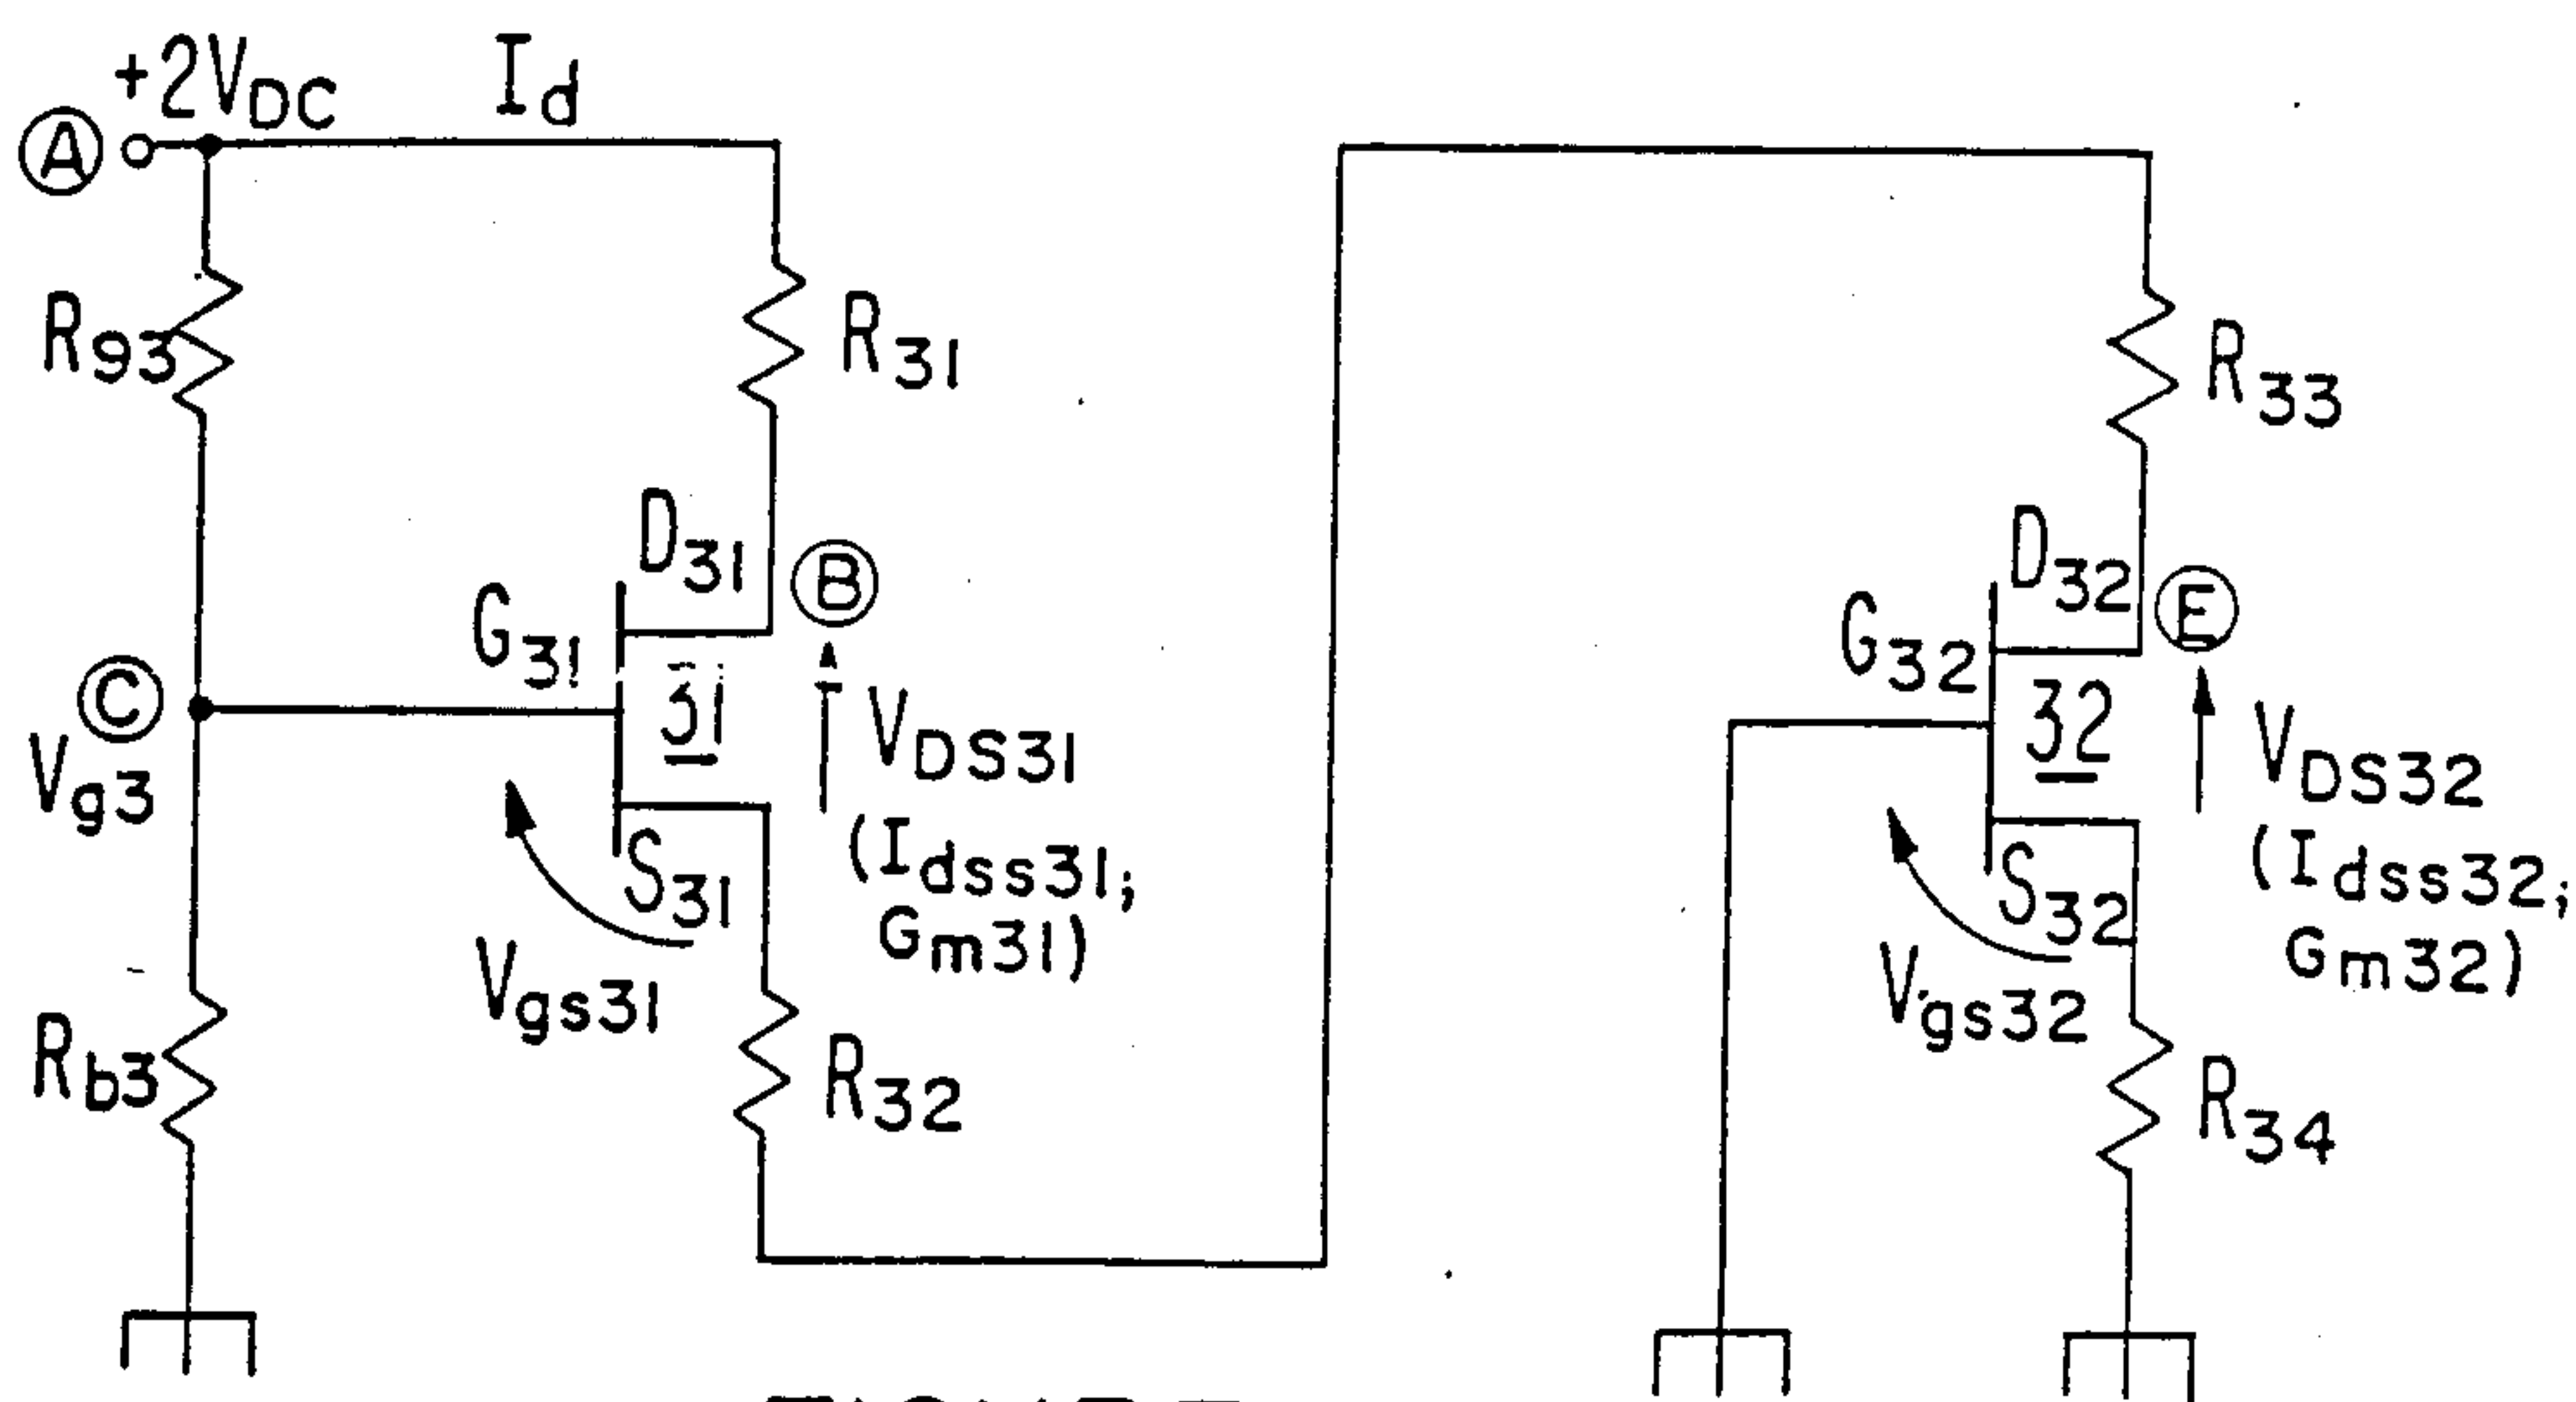 +2VDC
Id
A
R93
R31
R33
D31
B
G31
31
C
Vg3
VDS31
(Idss31;
Gm31)
S31
Vgs31
Rb3
R32
D32
E
G32
32
VDS32
(Idss32;
Gm32)
S32
Vgs32
R34